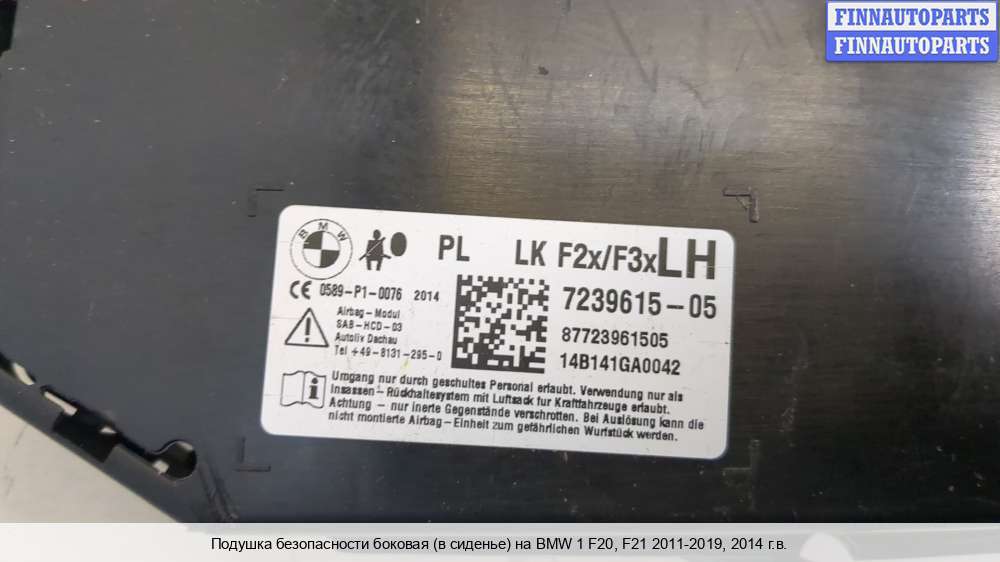 FINNAUTOPARTS
FINNAUTOPARTS
BMW
PL LK F2x/F3x LH
CE 0589-P1-0076 2014
7239615-05
Airbag-Modul
SAB-HCD-03
Autoliv Dachau
Tel +49-8131-295-0
87723961505
14B141GA0042
Umgang nur durch geschultes Personal erlaubt. Verwendung nur als
Insassen-Rückhaltesystem mit Luftsack für Kraftfahrzeuge erlaubt.
Achtung - nur inerte Gegenstände verschrotten. Bei Auslösung kann die
nicht montierte Airbag-Einheit zum gefährlichen Wurfstück werden.
Подушка безопасности боковая (в сиденье) на BMW 1 F20, F21 2011-2019, 2014 г.в.